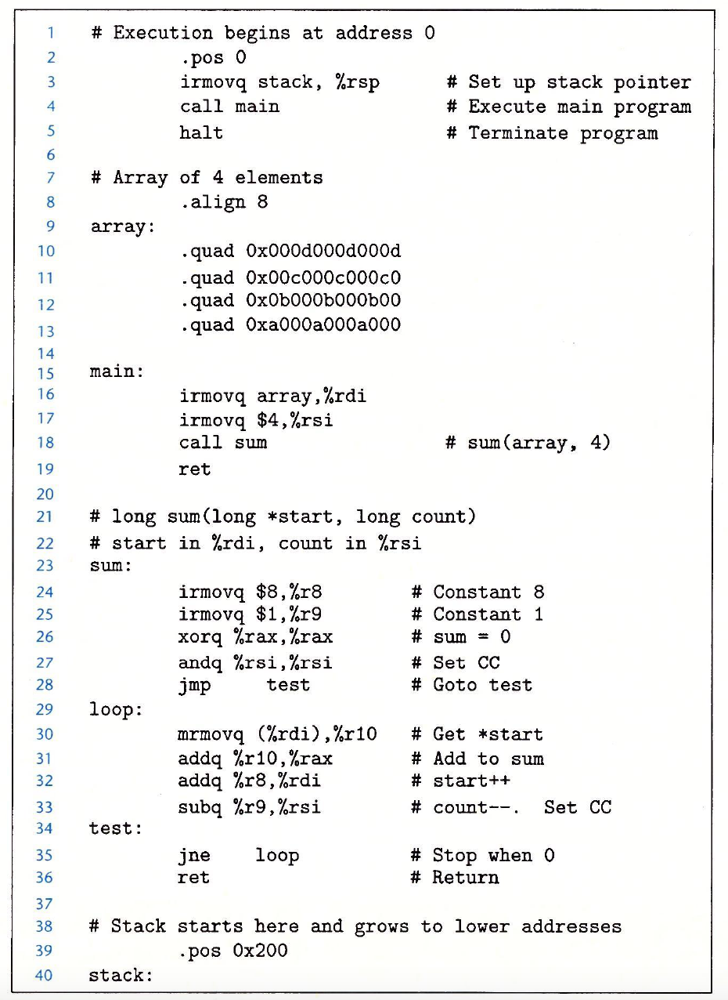 1 # Execution begins at address 0
2 .pos 0
3 irmovq stack, %rsp # Set up stack pointer
4 call main # Execute main program
5 halt # Terminate program
6
7 # Array of 4 elements
8 .align 8
9 array:
10 .quad 0x000d000d000d
11 .quad 0x00c000c000c0
12 .quad 0x0b000b000b00
13 .quad 0xa000a000a000
14
15 main:
16 irmovq array,%rdi
17 irmovq $4,%rsi
18 call sum # sum(array, 4)
19 ret
20
21 # long sum(long *start, long count)
22 # start in %rdi, count in %rsi
23 sum:
24 irmovq $8,%r8 # Constant 8
25 irmovq $1,%r9 # Constant 1
26 xorq %rax,%rax # sum = 0
27 andq %rsi,%rsi # Set CC
28 jmp test # Goto test
29 loop:
30 mrmovq (%rdi),%r10 # Get *start
31 addq %r10,%rax # Add to sum
32 addq %r8,%rdi # start++
33 subq %r9,%rsi # count--. Set CC
34 test:
35 jne loop # Stop when 0
36 ret # Return
37
38 # Stack starts here and grows to lower addresses
39 .pos 0x200
40 stack: